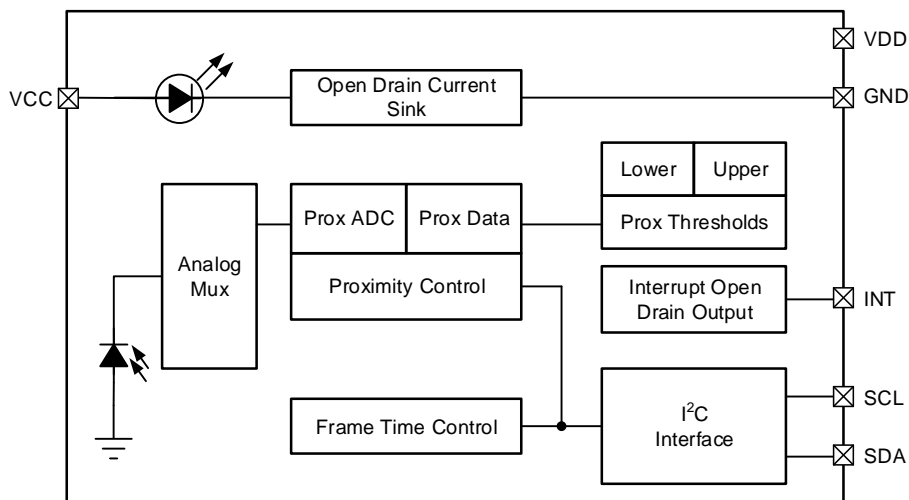 VDD
VCC
Open Drain Current
Sink
GND
Lower
Upper
Prox ADC
Prox Data
Prox Thresholds
Analog
Mux
Proximity Control
Interrupt Open
Drain Output
INT
SCL
Frame Time Control
I²C
Interface
SDA